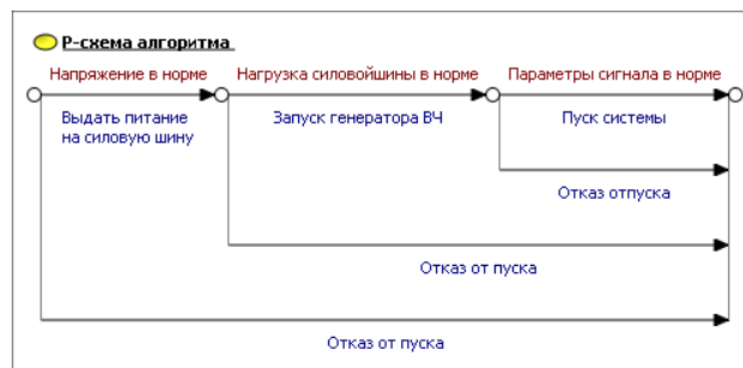 Р-схема алгоритма
Напряжение в норме
Нагрузка силовойшины в норме
Параметры сигнала в норме
Выдать питание
на силовую шину
Запуск генератора ВЧ
Пуск системы
Отказ отпуска
Отказ от пуска
Отказ от пуска